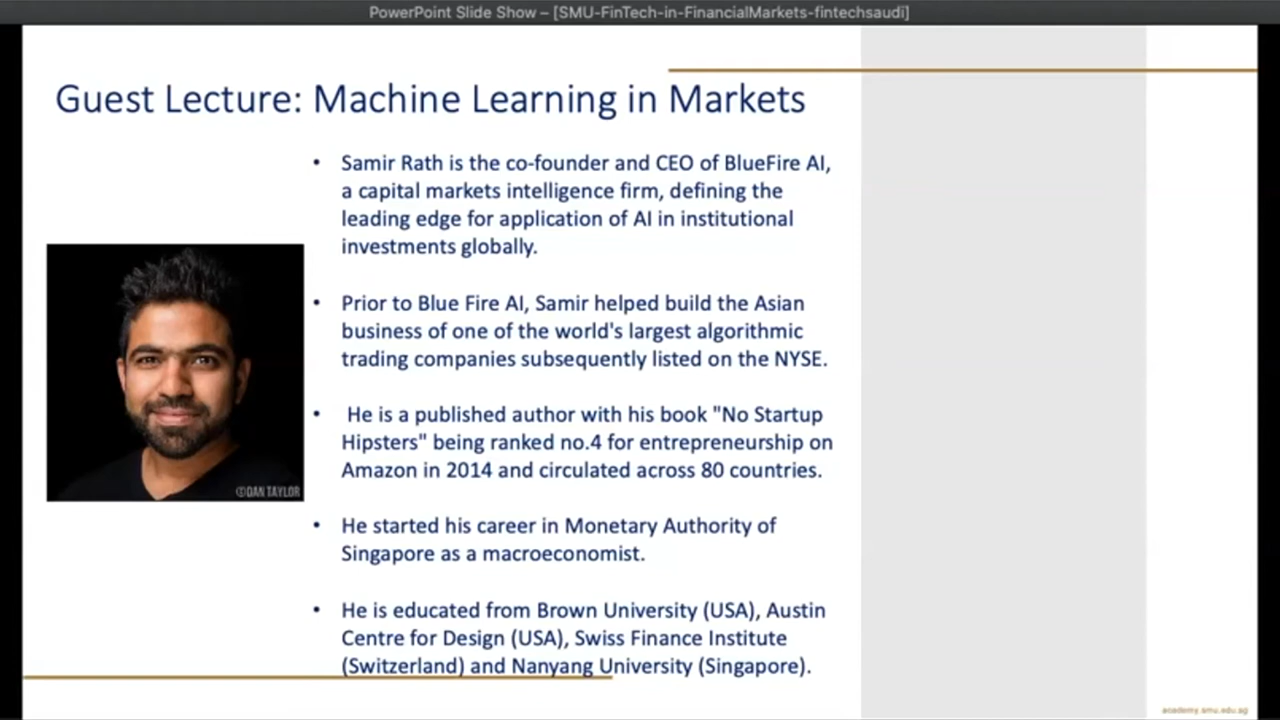 PowerPoint Slide Show – [SMU-FinTech-in-FinancialMarkets-fintechsaudi]
Guest Lecture: Machine Learning in Markets
• Samir Rath is the co-founder and CEO of BlueFire AI,
a capital markets intelligence firm, defining the
leading edge for application of AI in institutional
investments globally.
• Prior to Blue Fire AI, Samir helped build the Asian
business of one of the world's largest algorithmic
trading companies subsequently listed on the NYSE.
• He is a published author with his book "No Startup
Hipsters" being ranked no.4 for entrepreneurship on
Amazon in 2014 and circulated across 80 countries.
• He started his career in Monetary Authority of
Singapore as a macroeconomist.
• He is educated from Brown University (USA), Austin
Centre for Design (USA), Swiss Finance Institute
(Switzerland) and Nanyang University (Singapore).
©DAN TAYLOR
academy.smu.edu.sg